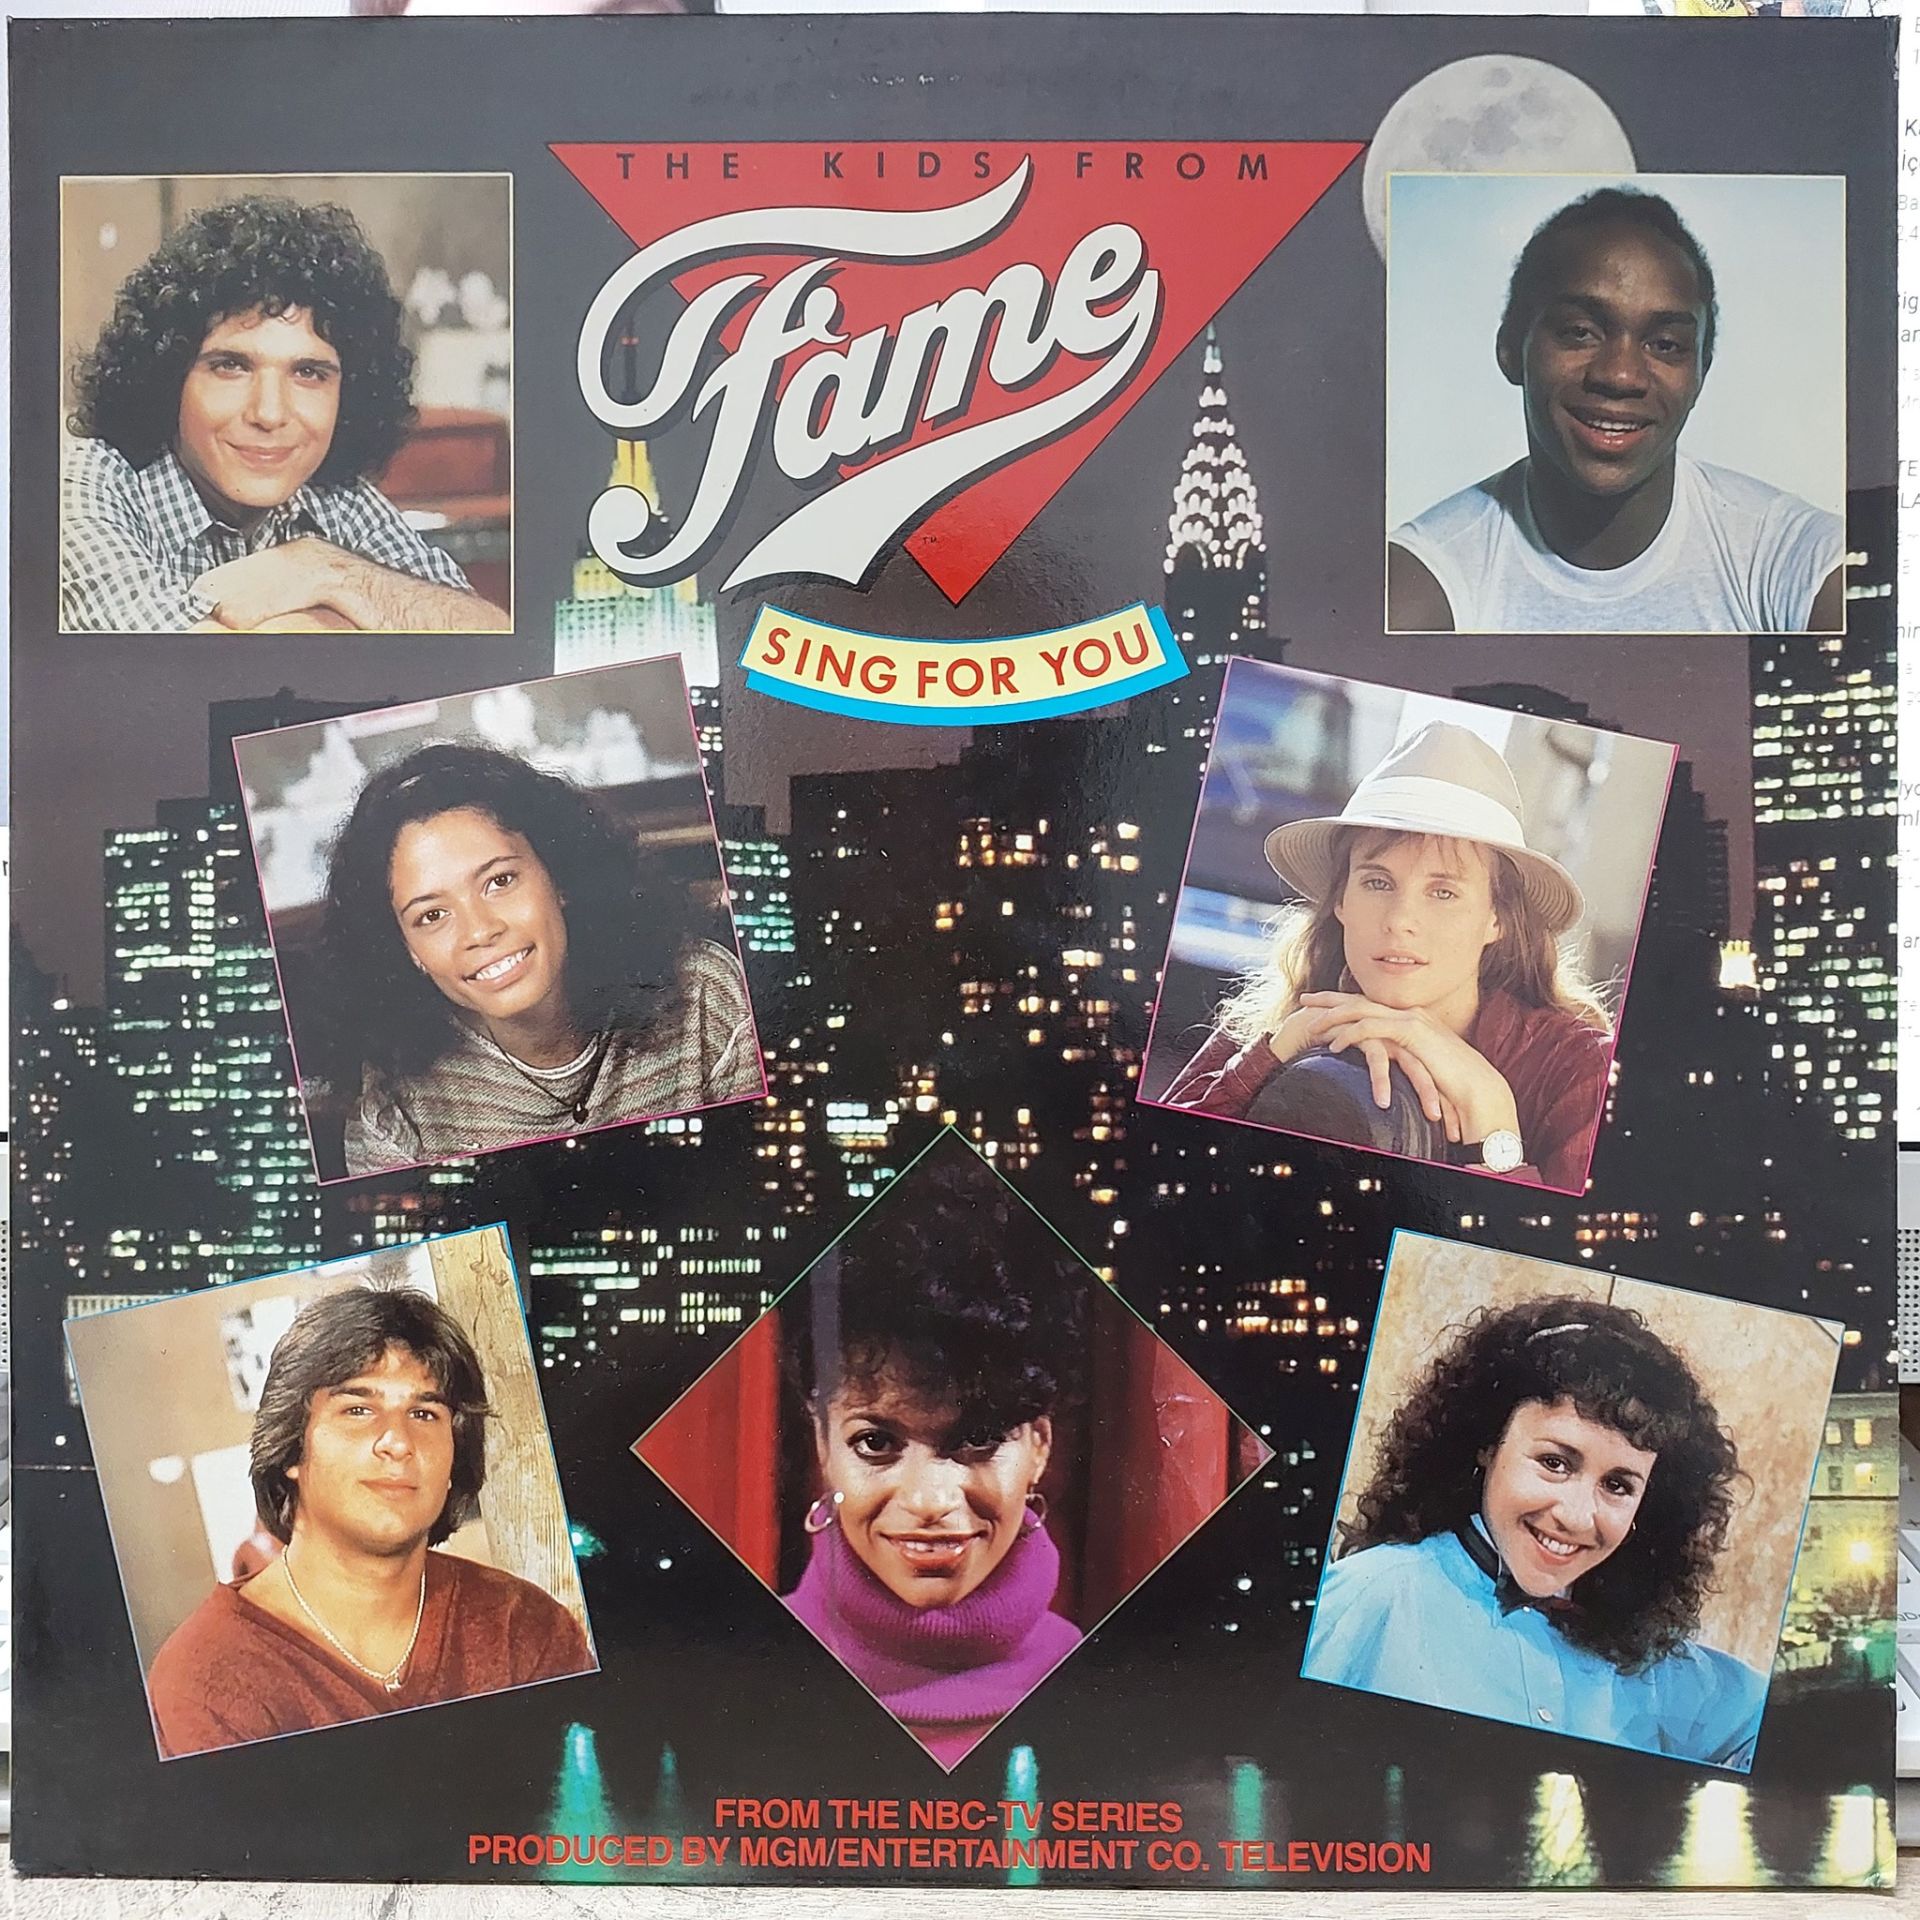 THE KIDS FROM
Fame
TM
SING FOR YOU
FROM THE NBC-TV SERIES
PRODUCED BY MGM/ENTERTAINMENT CO. TELEVISION